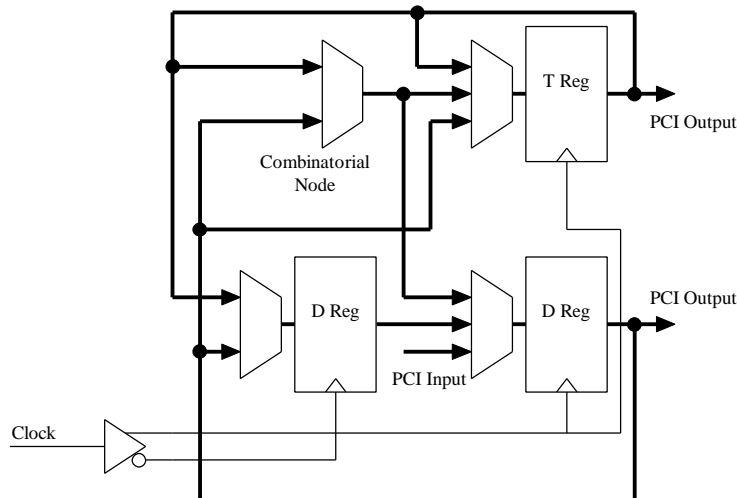 T Reg
PCI Output
Combinatorial
Node
D Reg
D Reg
PCI Output
PCI Input
Clock